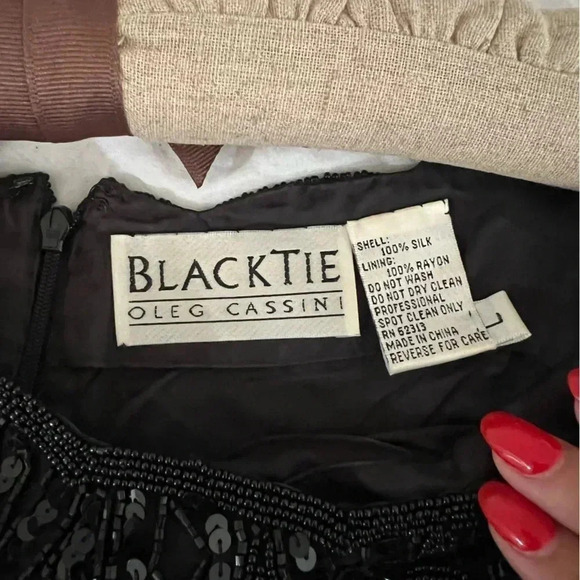 BLACKTIE
OLEG CASSINI
SHELL:
100% SILK
LINING:
100% RAYON
DO NOT WASH
DO NOT DRY CLEAN
PROFESSIONAL
SPOT CLEAN ONLY
RN 62313
MADE IN CHINA
REVERSE FOR CARE
L